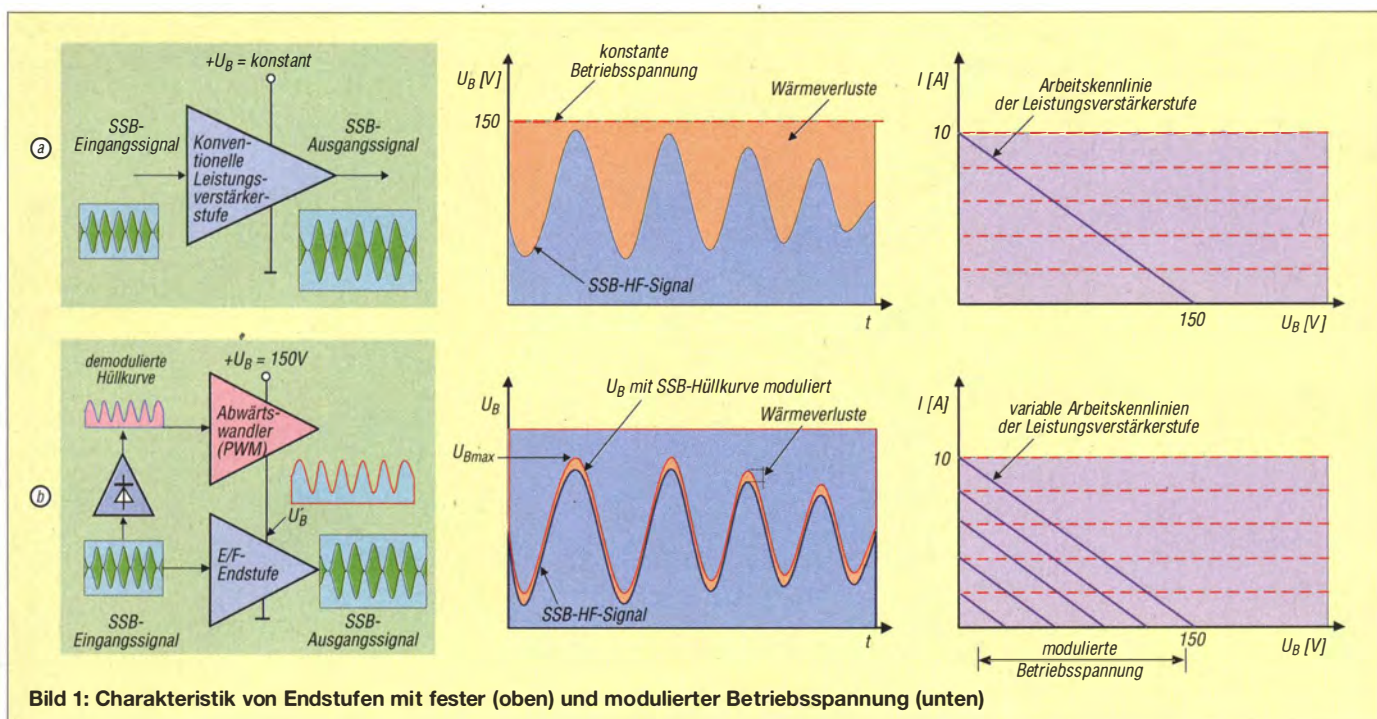 ⓐ
+U_B = konstant
SSB-
Eingangssignal
Konven-
tionelle
Leistungs-
verstärker-
stufe
SSB-
Ausgangssignal
U_B [V]
150
konstante
Betriebsspannung
Wärmeverluste
SSB-HF-Signal
t
I [A]
10
Arbeitskennlinie
der Leistungsverstärkerstufe
150
U_B [V]
ⓑ
demodulierte
Hüllkurve
+U_B = 150V
Abwärts-
wandler
(PWM)
U_B
E/F-
Endstufe
SSB-
Eingangssignal
SSB-
Ausgangssignal
U_B
U_Bmax
U_B mit SSB-Hüllkurve moduliert
Wärmeverluste
SSB-HF-Signal
t
I [A]
10
variable Arbeitskennlinien
der Leistungsverstärkerstufe
150
U_B [V]
modulierte
Betriebsspannung
Bild 1: Charakteristik von Endstufen mit fester (oben) und modulierter Betriebsspannung (unten)